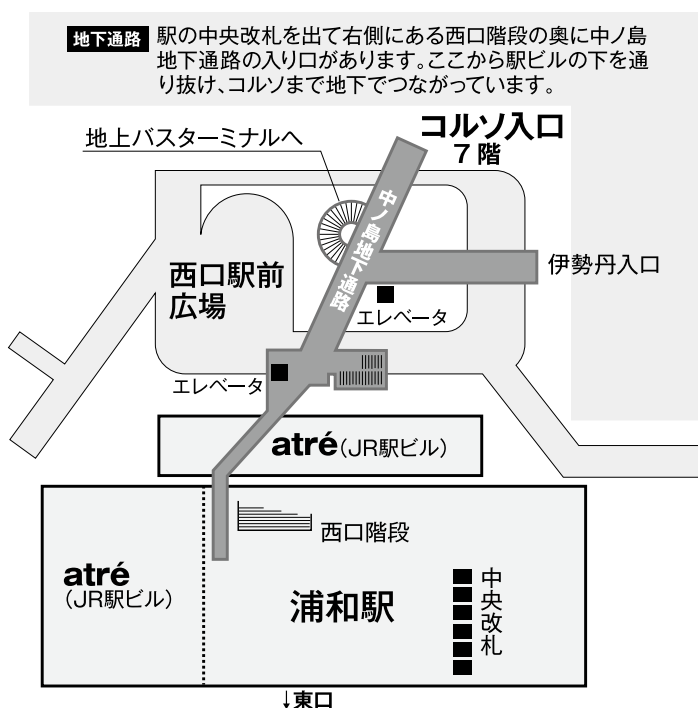 地下通路 駅の中央改札を出て右側にある西口階段の奥に中ノ島
地下通路の入り口があります。ここから駅ビルの下を通
り抜け、コルソまで地下でつながっています。
コルソ入口
7階
地上バスターミナルへ
中ノ島地下通路
伊勢丹入口
西口駅前
広場
エレベータ
エレベータ
atré(JR駅ビル)
西口階段
atré
(JR駅ビル)
浦和駅
中央改札
↓東口